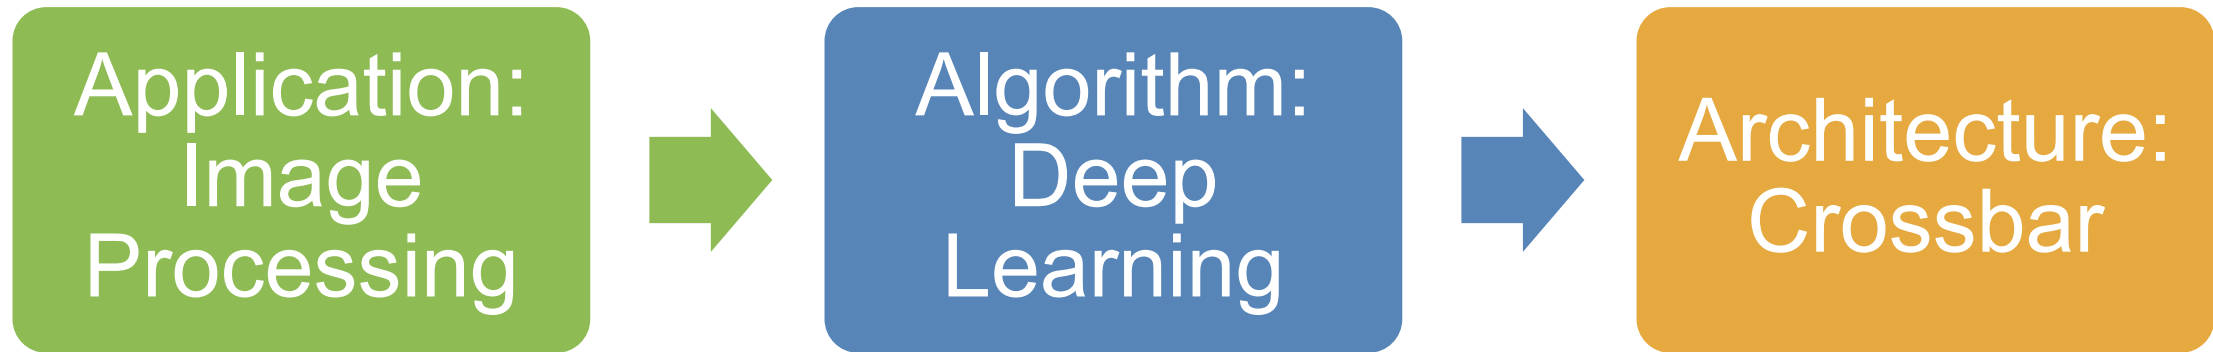 Application:
Image
Processing
Algorithm:
Deep
Learning
Architecture:
Crossbar